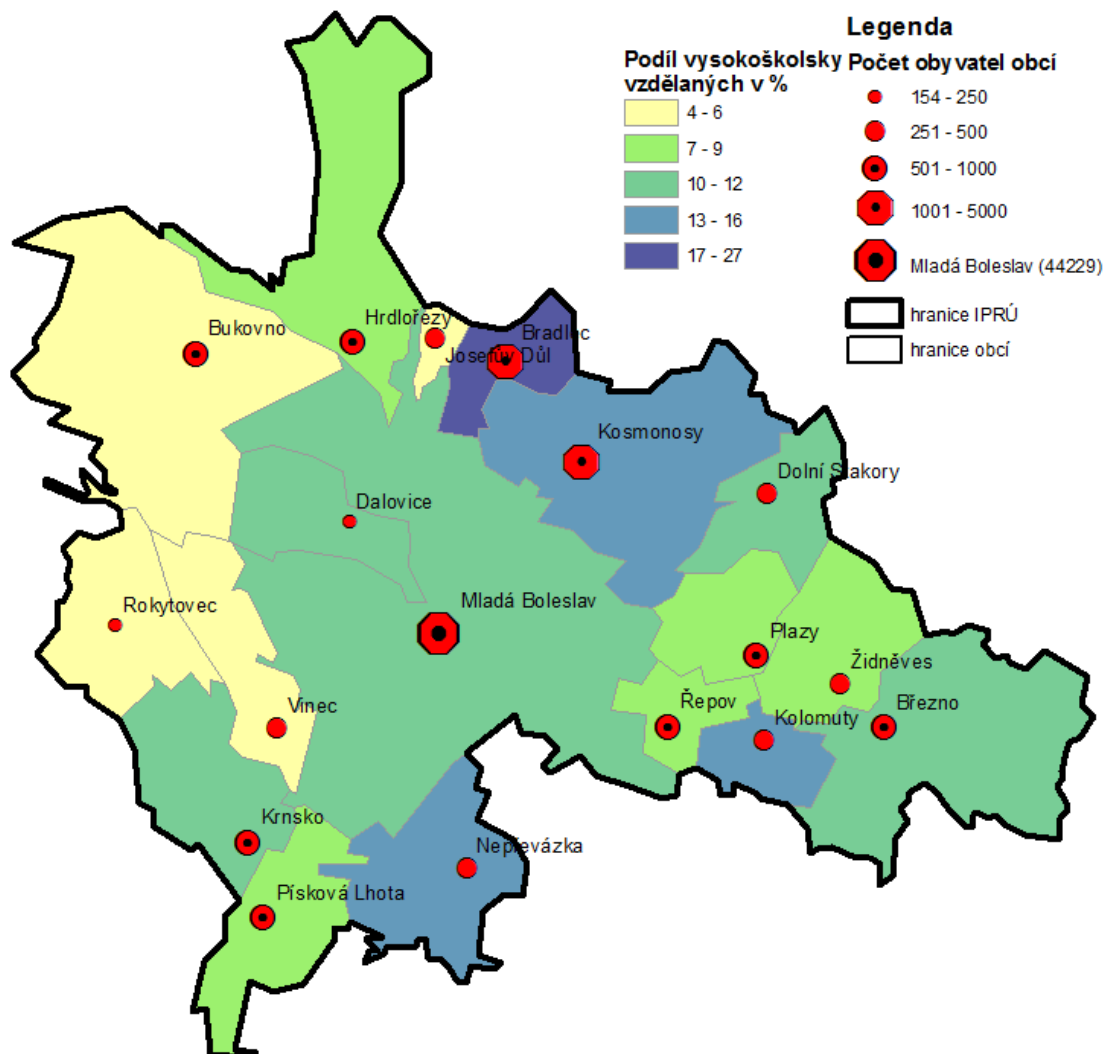 Legenda
Podíl vysokoškolsky
vzdělaných v %
4 - 6
7 - 9
10 - 12
13 - 16
17 - 27
Počet obyvatel obcí
154 - 250
251 - 500
501 - 1000
1001 - 5000
Mladá Boleslav (44229)
hranice IPRÚ
hranice obcí
Bukovno
Hrdlořezy
Josefův Důl
Bradlec
Kosmonosy
Dolní Stakory
Dalovice
Rokytovec
Mladá Boleslav
Plazy
Židněves
Vinec
Řepov
Kolomuty
Březno
Krnsko
Nepřevázka
Písková Lhota